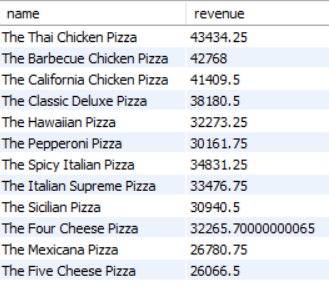 name revenue
The Thai Chicken Pizza 43434.25
The Barbecue Chicken Pizza 42768
The California Chicken Pizza 41409.5
The Classic Deluxe Pizza 38180.5
The Hawaiian Pizza 32273.25
The Pepperoni Pizza 30161.75
The Spicy Italian Pizza 34831.25
The Italian Supreme Pizza 33476.75
The Sicilian Pizza 30940.5
The Four Cheese Pizza 32265.70000000065
The Mexicana Pizza 26780.75
The Five Cheese Pizza 26066.5